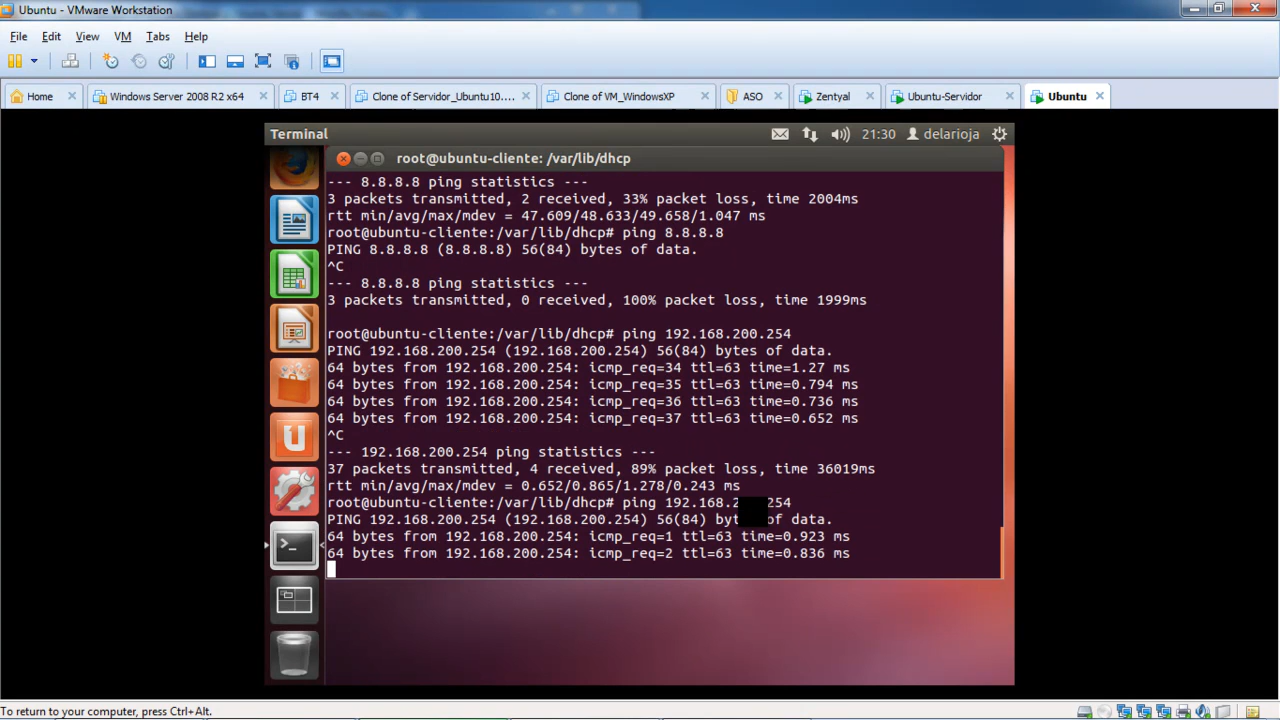 Ubuntu - VMware Workstation
File Edit View VM Tabs Help
Home Windows Server 2008 R2 x64 BT4 Clone of Servidor_Ubuntu10.... Clone of VM_WindowsXP ASO Zentyal Ubuntu-Servidor Ubuntu
Terminal 21:30 delarioja
root@ubuntu-cliente: /var/lib/dhcp
--- 8.8.8.8 ping statistics ---
3 packets transmitted, 2 received, 33% packet loss, time 2004ms
rtt min/avg/max/mdev = 47.609/48.633/49.658/1.047 ms
root@ubuntu-cliente:/var/lib/dhcp# ping 8.8.8.8
PING 8.8.8.8 (8.8.8.8) 56(84) bytes of data.
^C
--- 8.8.8.8 ping statistics ---
3 packets transmitted, 0 received, 100% packet loss, time 1999ms
root@ubuntu-cliente:/var/lib/dhcp# ping 192.168.200.254
PING 192.168.200.254 (192.168.200.254) 56(84) bytes of data.
64 bytes from 192.168.200.254: icmp_req=34 ttl=63 time=1.27 ms
64 bytes from 192.168.200.254: icmp_req=35 ttl=63 time=0.794 ms
64 bytes from 192.168.200.254: icmp_req=36 ttl=63 time=0.736 ms
64 bytes from 192.168.200.254: icmp_req=37 ttl=63 time=0.652 ms
^C
--- 192.168.200.254 ping statistics ---
37 packets transmitted, 4 received, 89% packet loss, time 36019ms
rtt min/avg/max/mdev = 0.652/0.865/1.278/0.243 ms
root@ubuntu-cliente:/var/lib/dhcp# ping
PING 192.168.200.254 (192.168.200.254) 56(84) of data.
64 bytes from 192.168.200.254: icmp_req=1 ttl=63 time=0.923 ms
64 bytes from 192.168.200.254: icmp_req=2 ttl=63 time=0.836 ms
To return to your computer, press Ctrl+Alt.